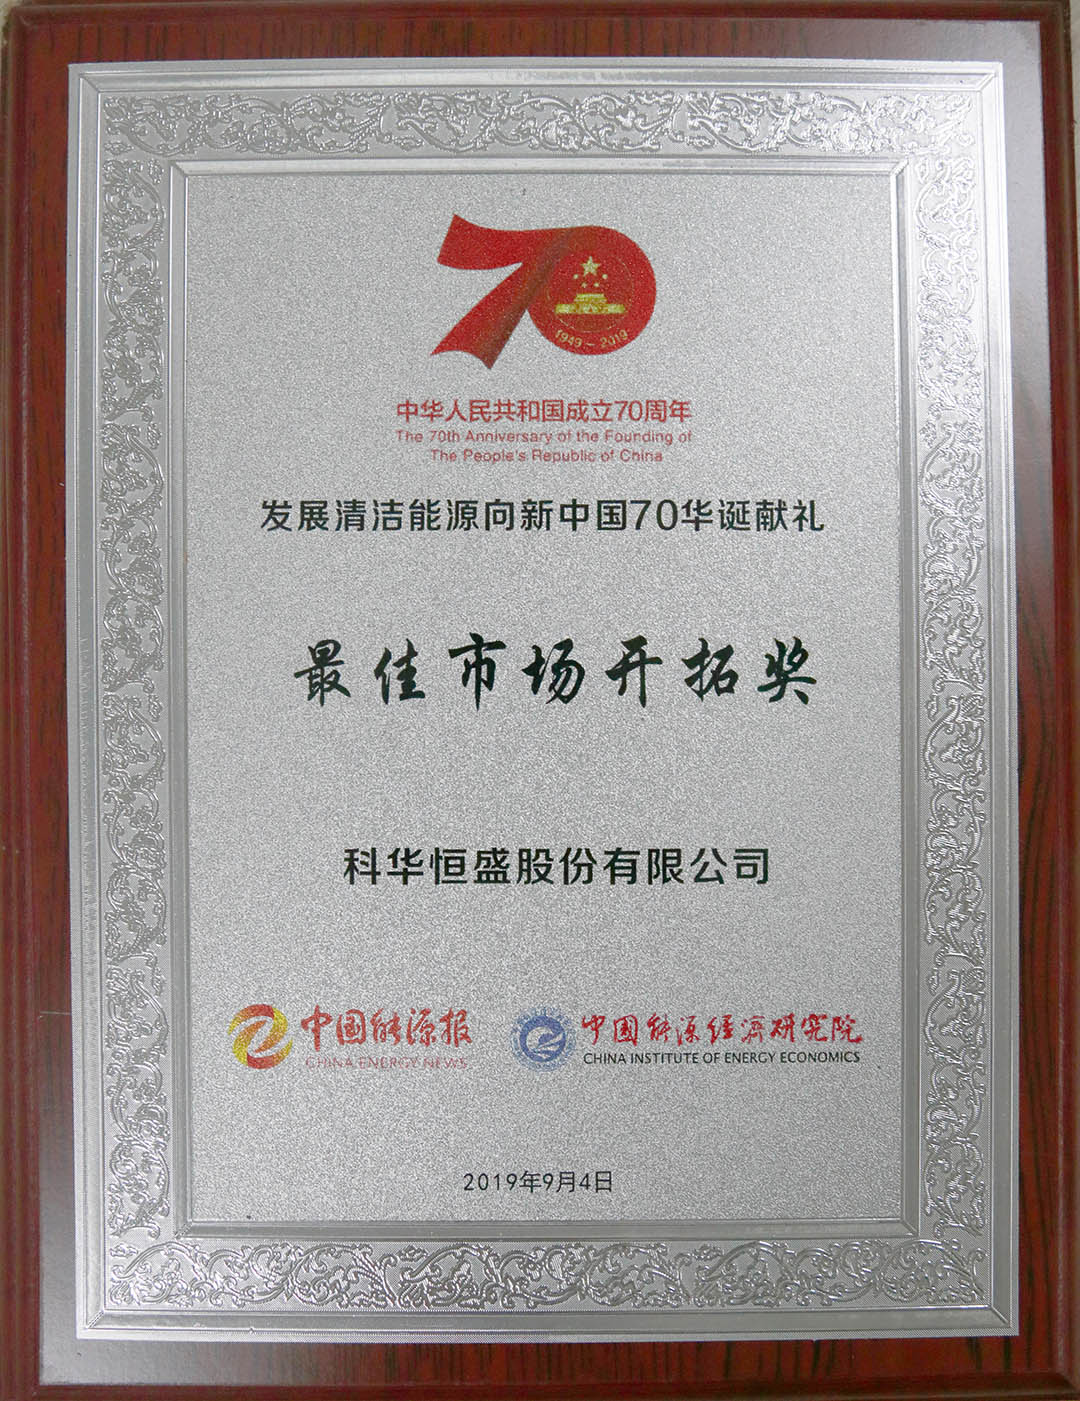 70
1949-2019
中华人民共和国成立70周年
The 70th Anniversary of the Founding of
The People's Republic of China
发展清洁能源向新中国70华诞献礼
最佳市场开拓奖
科华恒盛股份有限公司
中国能源报
CHINA ENERGY NEWS
中国能源经济研究院
CHINA INSTITUTE OF ENERGY ECONOMICS
2019年9月4日